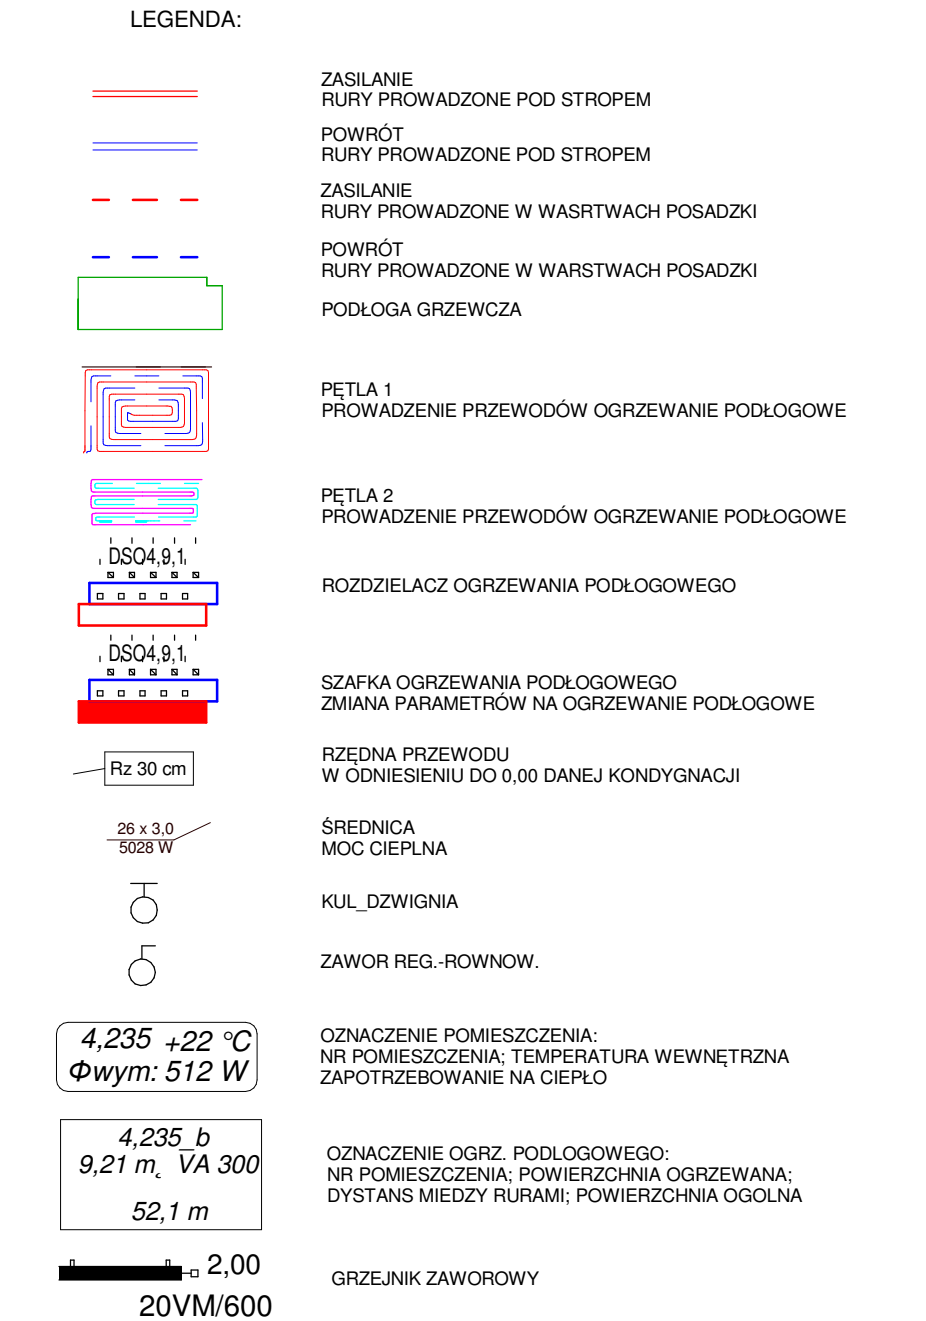 LEGENDA:
ZASILANIE
RURY PROWADZONE POD STROPEM
POWRÓT
RURY PROWADZONE POD STROPEM
ZASILANIE
RURY PROWADZONE W WASRTWACH POSADZKI
POWRÓT
RURY PROWADZONE W WARSTWACH POSADZKI
PODŁOGA GRZEWCZA
PĘTLA 1
PROWADZENIE PRZEWODÓW OGRZEWANIE PODŁOGOWE
PĘTLA 2
PROWADZENIE PRZEWODÓW OGRZEWANIE PODŁOGOWE
DSO4,9,1
ROZDZIELACZ OGRZEWANIA PODŁOGOWEGO
DSO4,9,1
SZAFKA OGRZEWANIA PODŁOGOWEGO
ZMIANA PARAMETRÓW NA OGRZEWANIE PODŁOGOWE
Rz 30 cm
RZĘDNA PRZEWODU
W ODNIESIENIU DO 0,00 DANEJ KONDYGNACJI
26 x 3,0
5028 W
ŚREDNICA
MOC CIEPLNA
KUL_DZWIGNIA
ZAWOR REG.-ROWNOW.
4,235 +22 °C
Φwym: 512 W
OZNACZENIE POMIESZCZENIA:
NR POMIESZCZENIA; TEMPERATURA WEWNĘTRZNA
ZAPOTRZEBOWANIE NA CIEPŁO
4,235_b
9,21 m˛ VA 300
52,1 m
OZNACZENIE OGRZ. PODLOGOWEGO:
NR POMIESZCZENIA; POWIERZCHNIA OGRZEWANA;
DYSTANS MIEDZY RURAMI; POWIERZCHNIA OGOLNA
2,00
20VM/600
GRZEJNIK ZAWOROWY